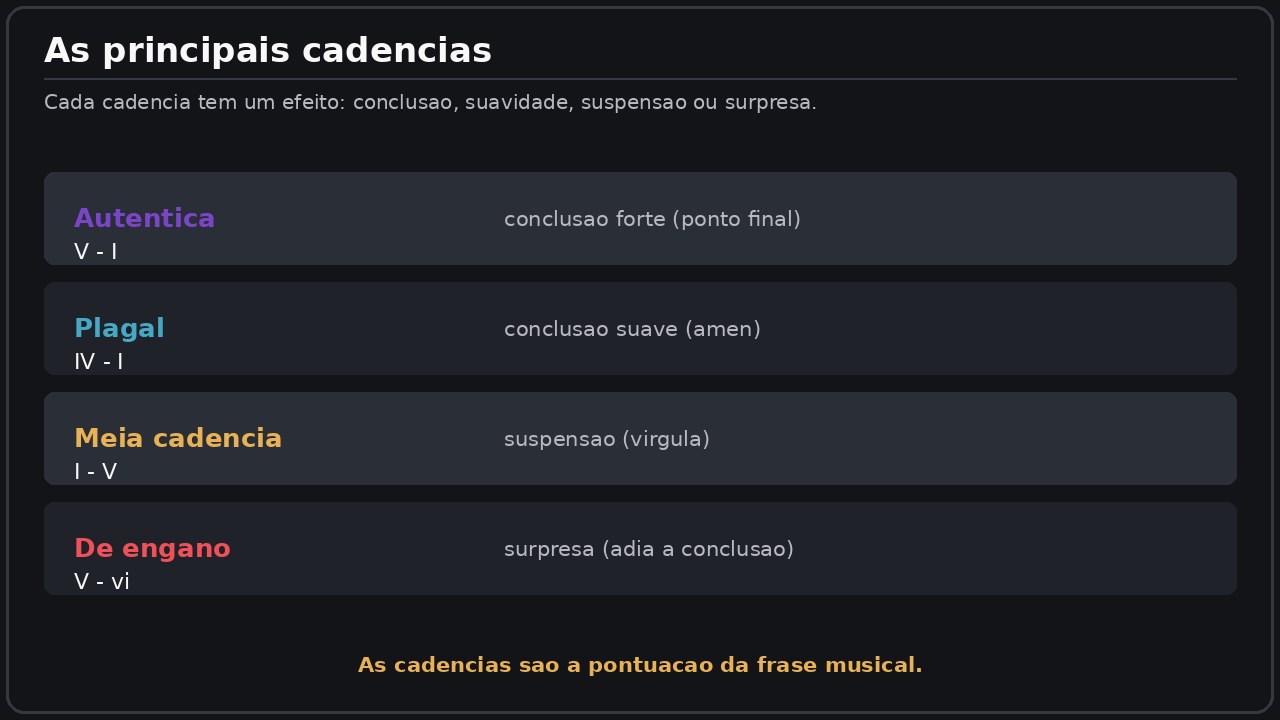 As principais cadencias
Cada cadencia tem um efeito: conclusao, suavidade, suspensao ou surpresa.
Autentica
conclusao forte (ponto final)
V - I
Plagal
conclusao suave (amen)
IV - I
Meia cadencia
suspensao (virgula)
I - V
De engano
surpresa (adia a conclusao)
V - vi
As cadencias sao a pontuacao da frase musical.